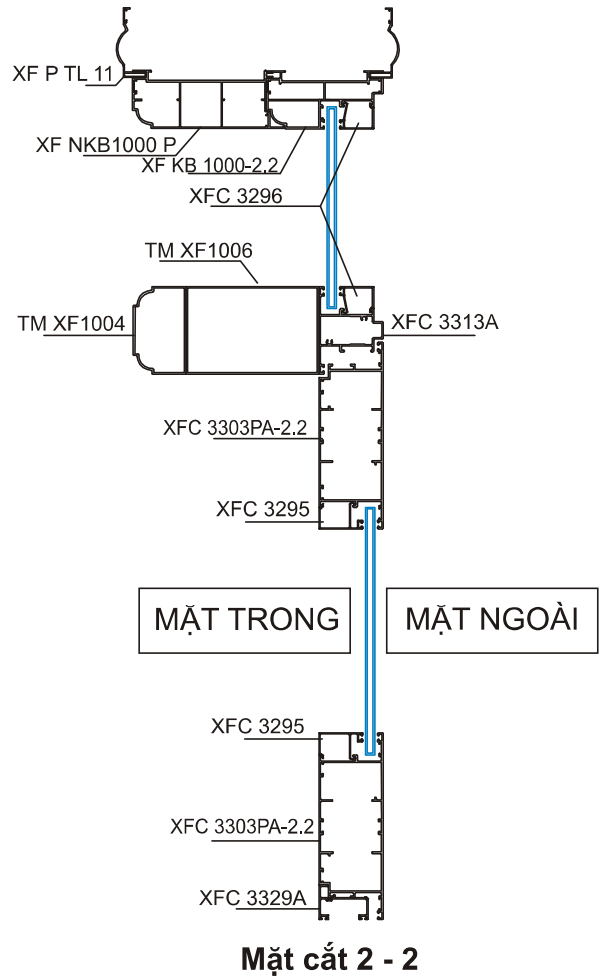 XF P TL 11
XF NKB1000 P
XF KB 1000-2.2
XFC 3296
TM XF1006
TM XF1004
XFC 3313A
XFC 3303PA-2.2
XFC 3295
MẶT TRONG
MẶT NGOÀI
XFC 3295
XFC 3303PA-2.2
XFC 3329A
Mặt cắt 2 - 2